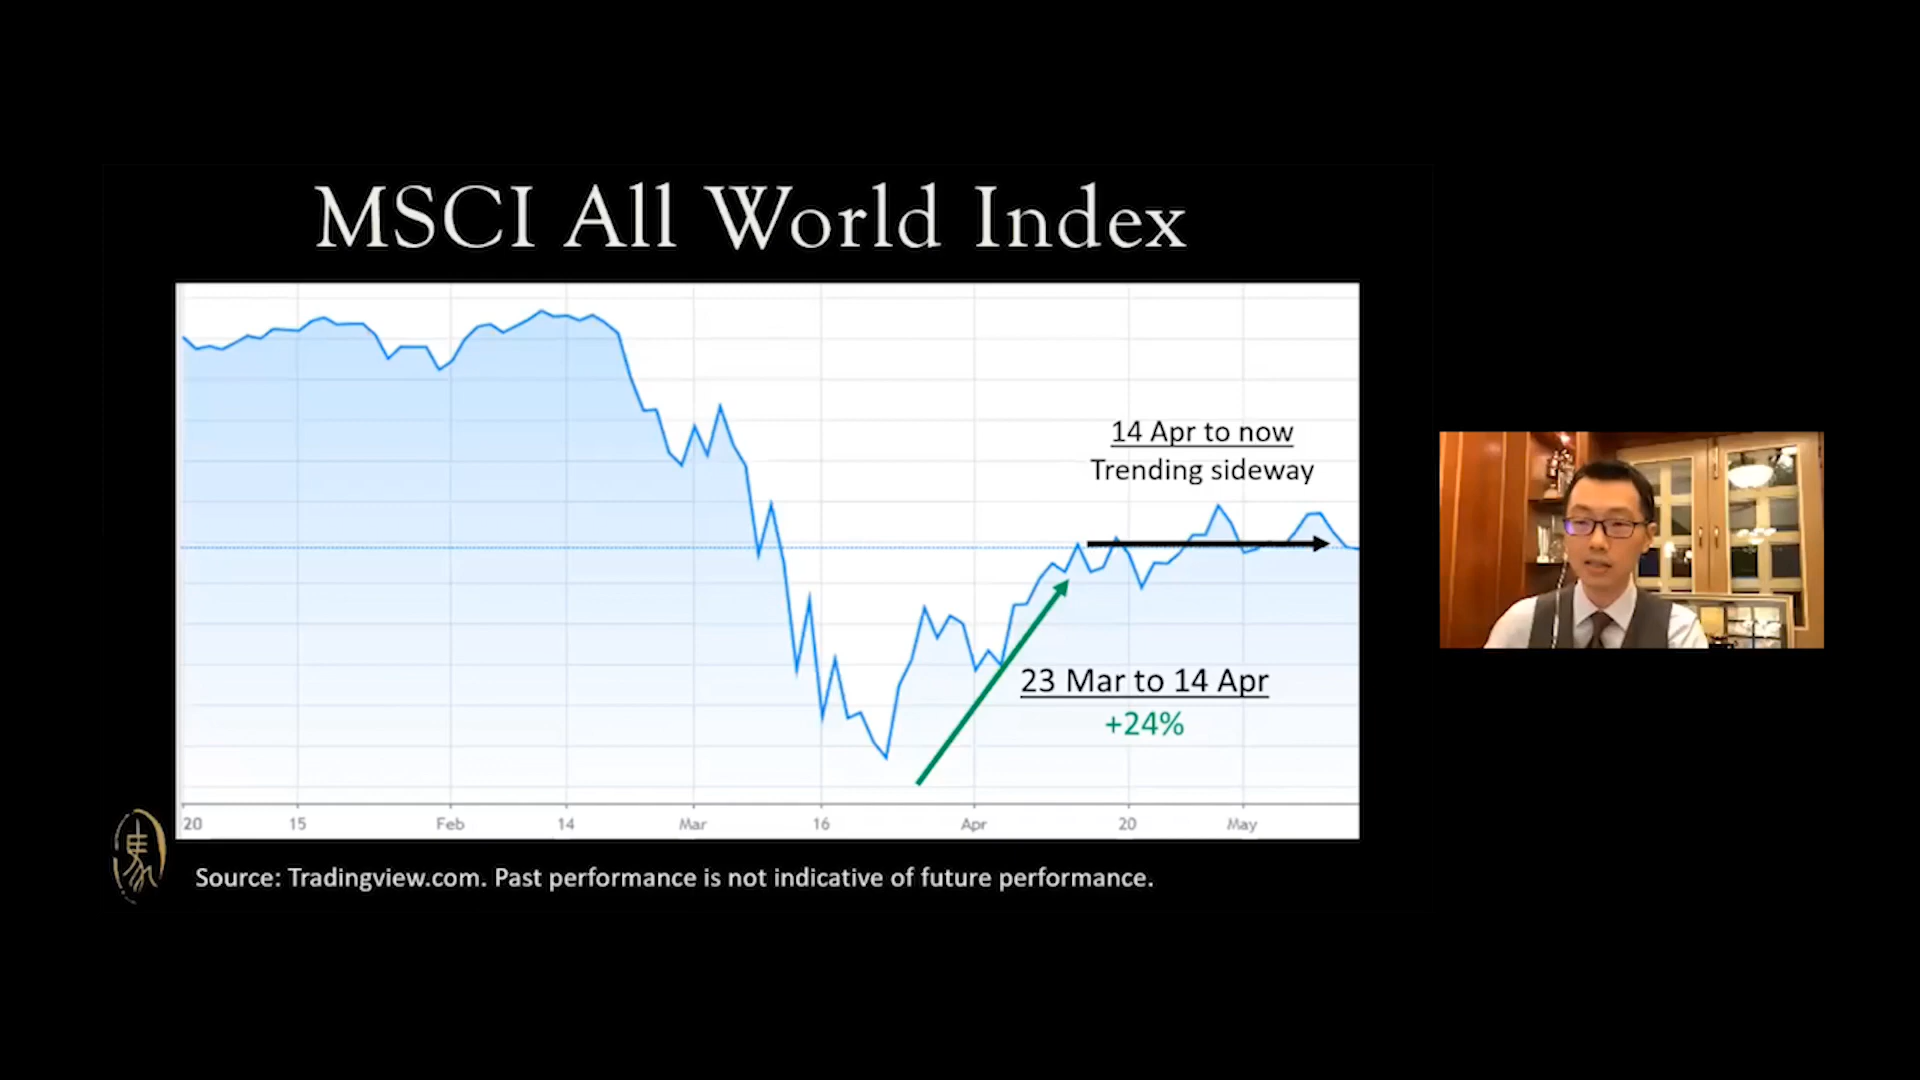 MSCI All World Index
14 Apr to now
Trending sideway
23 Mar to 14 Apr
+24%
20 15 Feb 14 Mar 16 Apr 20 May
Source: Tradingview.com. Past performance is not indicative of future performance.